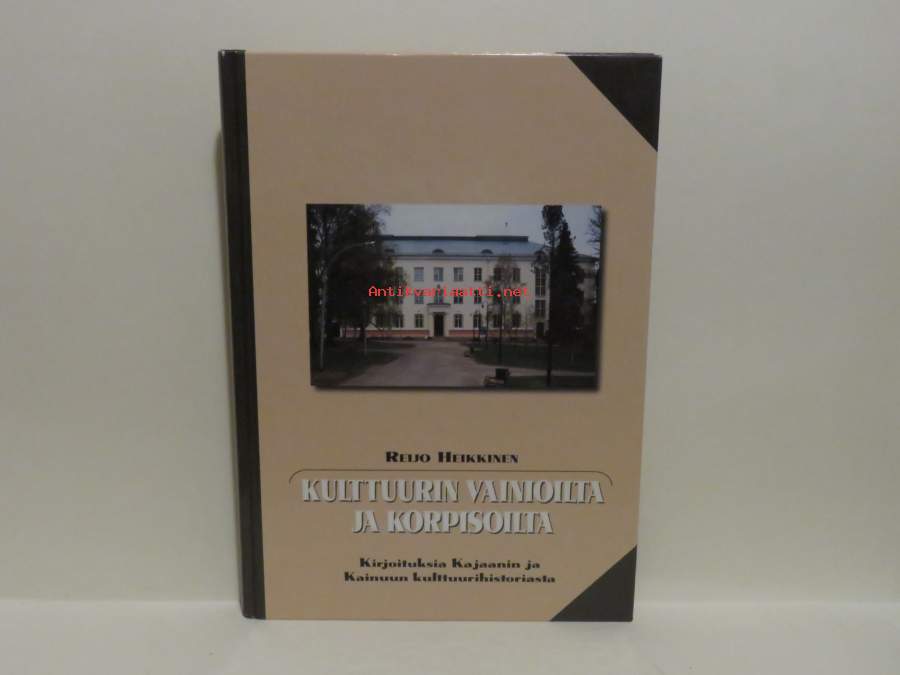 Antikvariaatti.net
REIJO HEIKKINEN
KULTTUURIN VAINIOILTA
JA KORPISOILTA
Kirjoituksia Kajaanin ja
Kainuun kulttuurihistoriasta